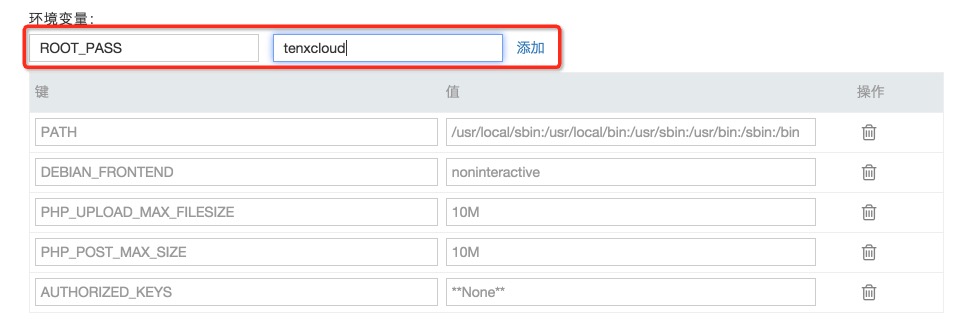 环境变量:
ROOT_PASS tenxcloud 添加
键 值 操作
PATH /usr/local/sbin:/usr/local/bin:/usr/sbin:/usr/bin:/sbin:/bin
DEBIAN_FRONTEND noninteractive
PHP_UPLOAD_MAX_FILESIZE 10M
PHP_POST_MAX_SIZE 10M
AUTHORIZED_KEYS **None**